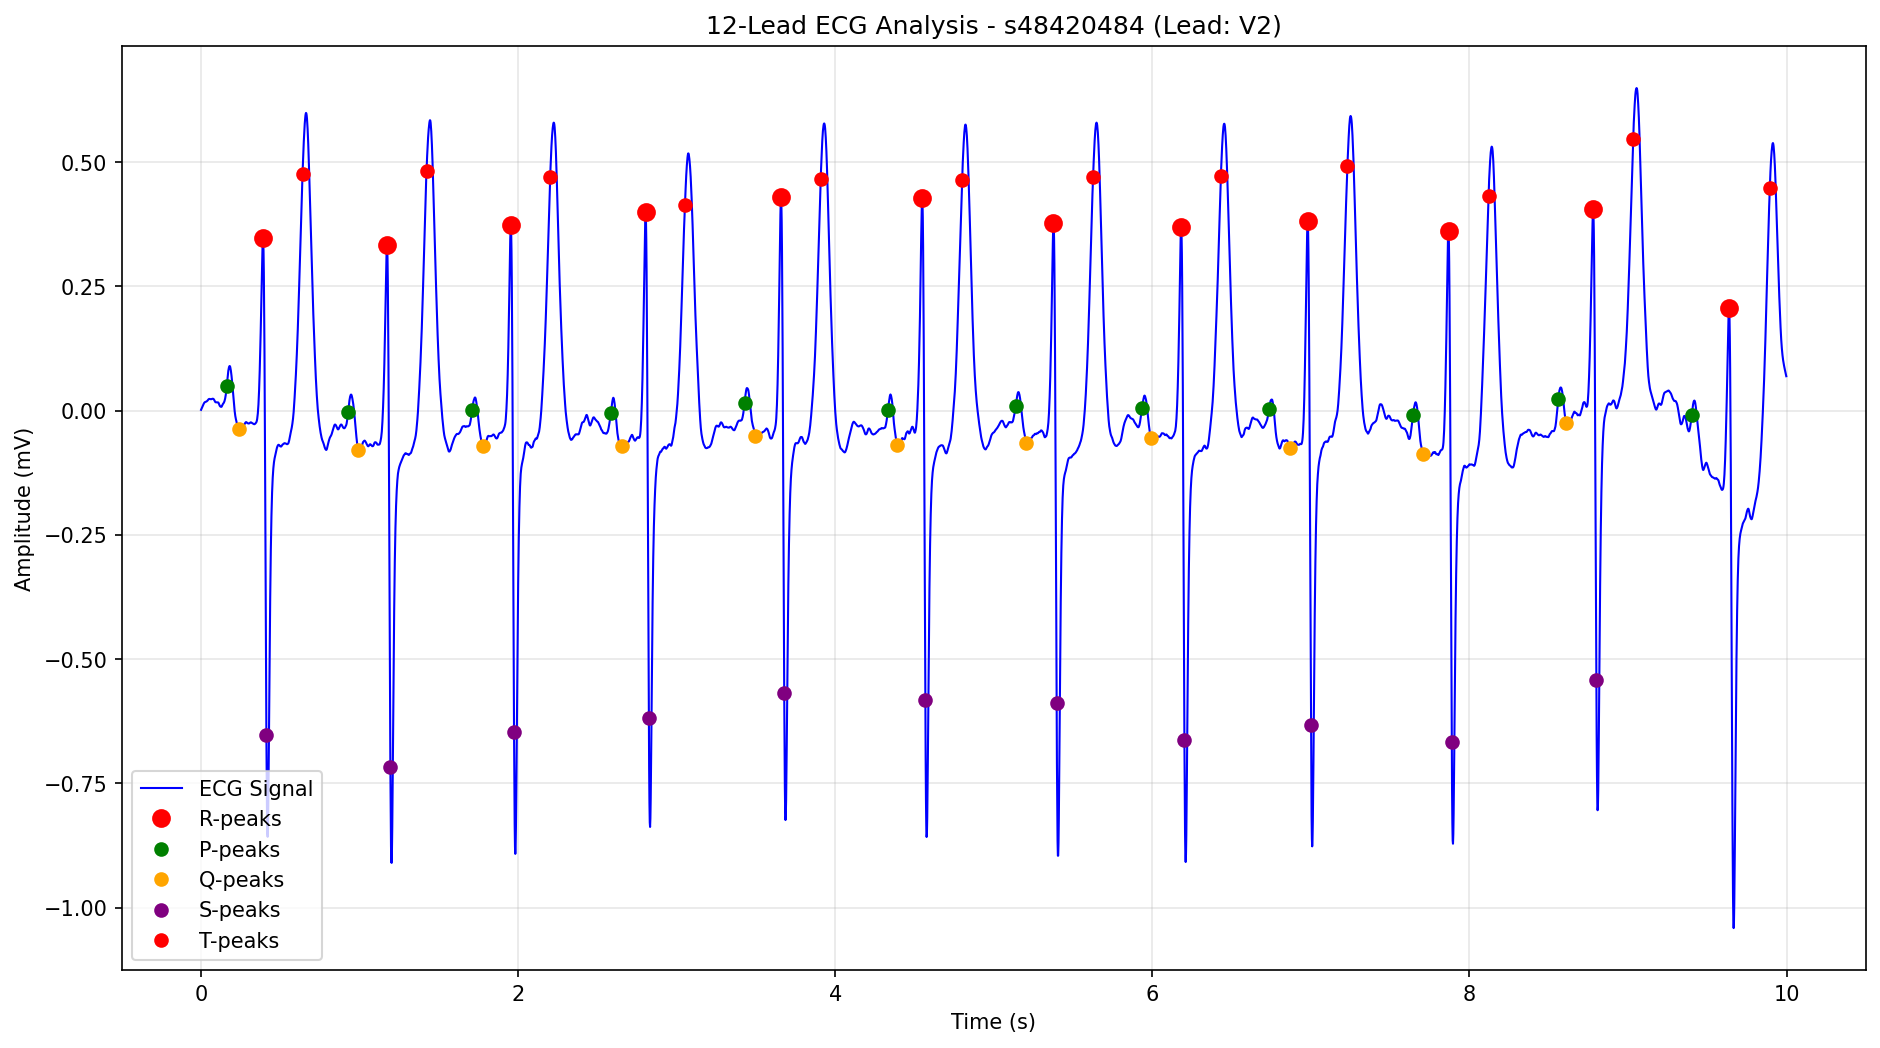 12-Lead ECG Analysis - s48420484 (Lead: V2)
0.50
0.25
0.00
−0.25
−0.50
−0.75
−1.00
Amplitude (mV)
ECG Signal
R-peaks
P-peaks
Q-peaks
S-peaks
T-peaks
0 2 4 6 8 10
Time (s)